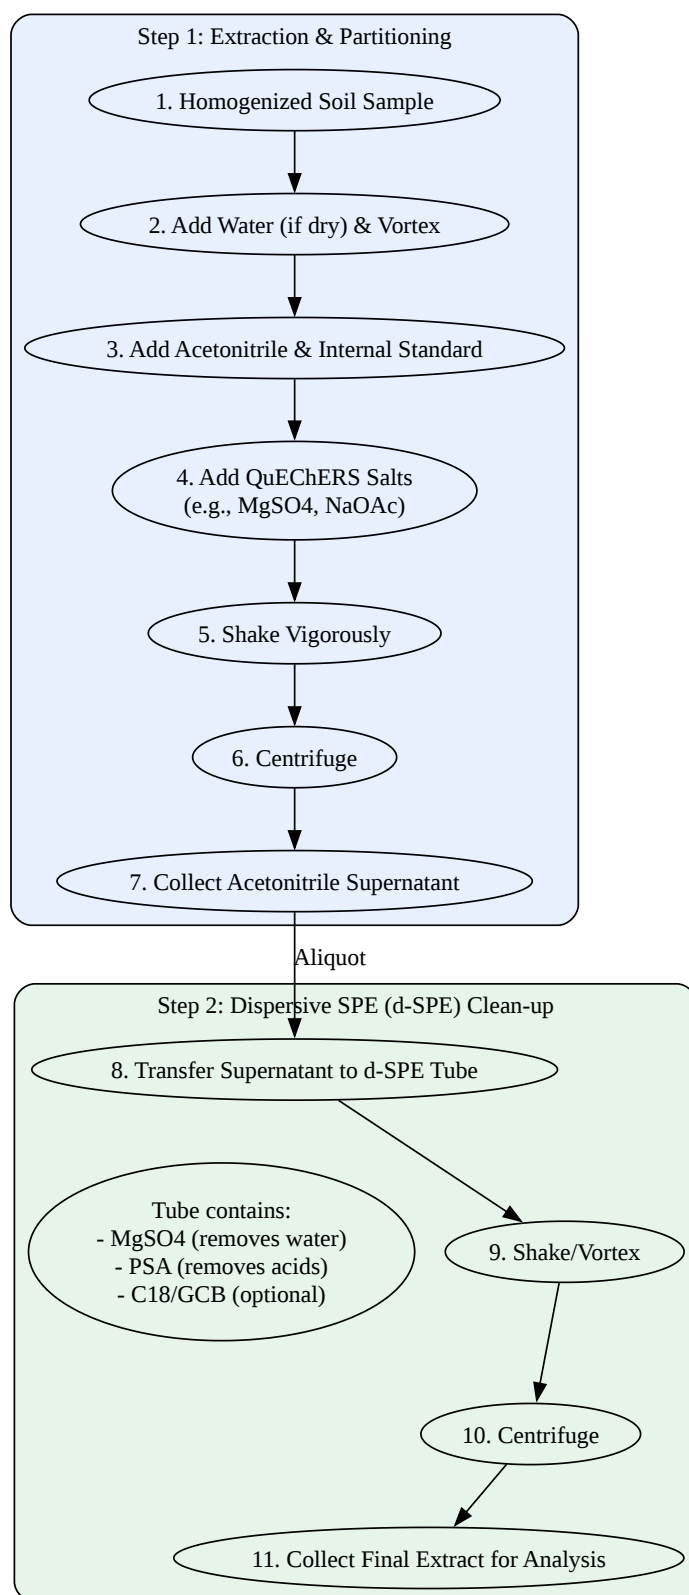 Step 1: Extraction & Partitioning
1. Homogenized Soil Sample
2. Add Water (if dry) & Vortex
3. Add Acetonitrile & Internal Standard
4. Add QuEChERS Salts
(e.g., MgSO4, NaOAc)
5. Shake Vigorously
6. Centrifuge
7. Collect Acetonitrile Supernatant
Aliquot
Step 2: Dispersive SPE (d-SPE) Clean-up
8. Transfer Supernatant to d-SPE Tube
Tube contains:
- MgSO4 (removes water)
- PSA (removes acids)
- C18/GCB (optional)
9. Shake/Vortex
10. Centrifuge
11. Collect Final Extract for Analysis